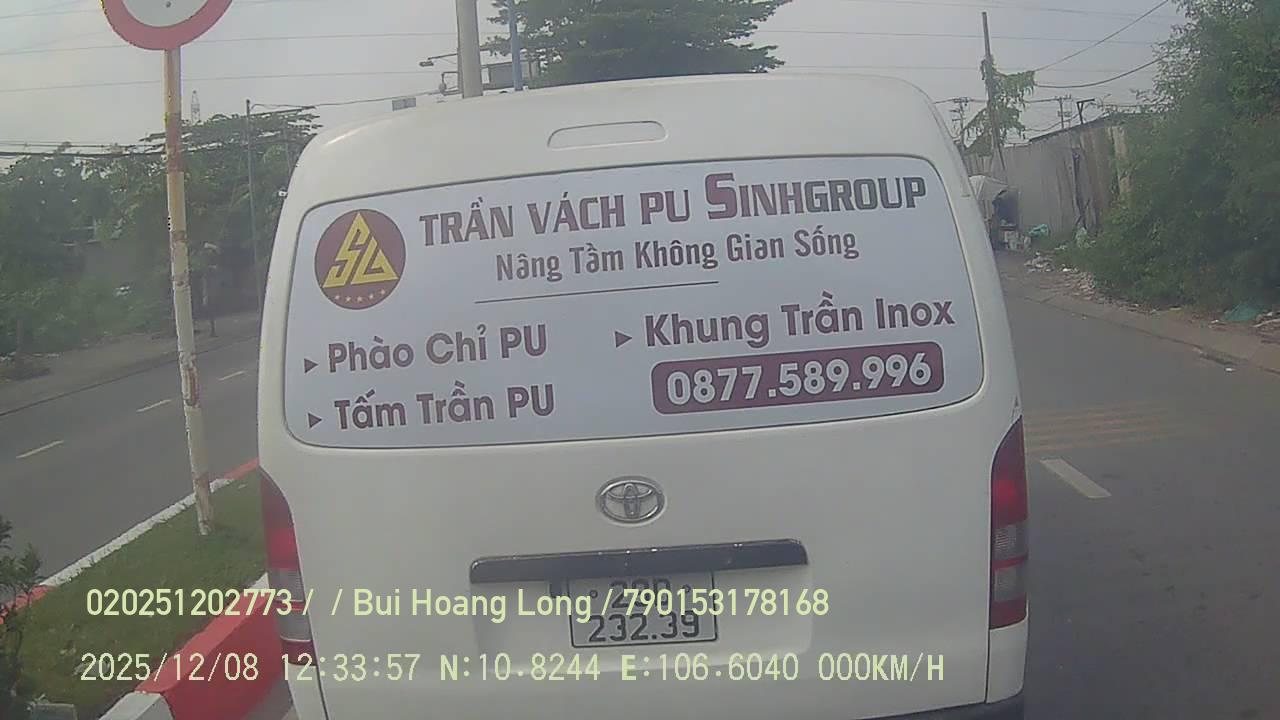 TRẦN VÁCH PU SINHGROUP
Nâng Tầm Không Gian Sống
SG
▸ Phào Chỉ PU
▸ Khung Trần Inox
▸ Tấm Trần PU
0877.589.996
232.39
020251202773 / / Bui Hoang Long / 790153178168
2025/12/08 12:33:57 N:10.8244 E:106.6040 000KM/H